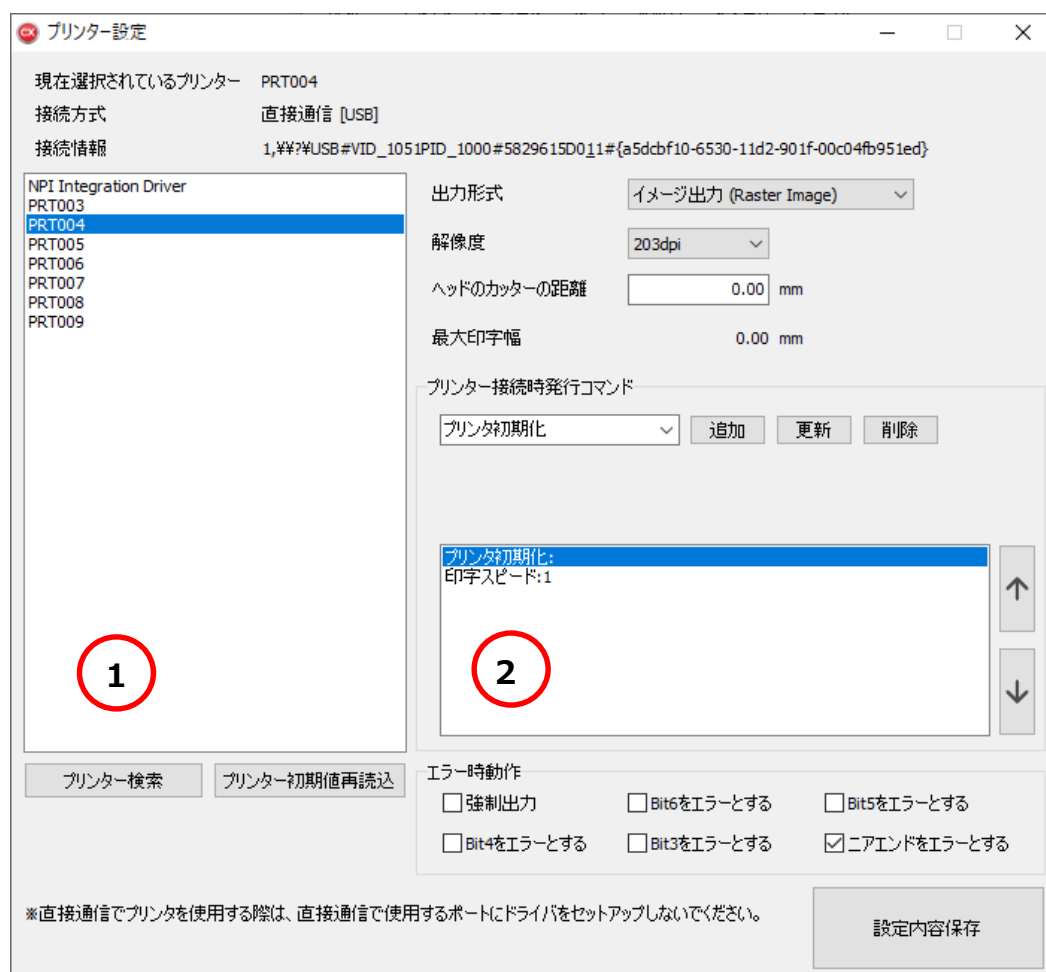 プリンター設定
現在選択されているプリンター PRT004
接続方式 直接通信 [USB]
接続情報 1,¥¥?¥USB#VID_1051PID_1000#5829615D011#{a5dcbf10-6530-11d2-901f-00c04fb951ed}
NPI Integration Driver
PRT003
PRT004
PRT005
PRT006
PRT007
PRT008
PRT009
1
プリンター検索 プリンター初期値再読込
出力形式 イメージ出力 (Raster Image)
解像度 203dpi
ヘッドのカッターの距離 0.00 mm
最大印字幅 0.00 mm
プリンター接続時発行コマンド
プリンタ初期化 追加 更新 削除
プリンタ初期化:
印字スピード:1
2
エラー時動作
強制出力 Bit6をエラーとする Bit5をエラーとする
Bit4をエラーとする Bit3をエラーとする ニアエンドをエラーとする
※直接通信でプリンタを使用する際は、直接通信で使用するポートにドライバをセットアップしないでください。
設定内容保存